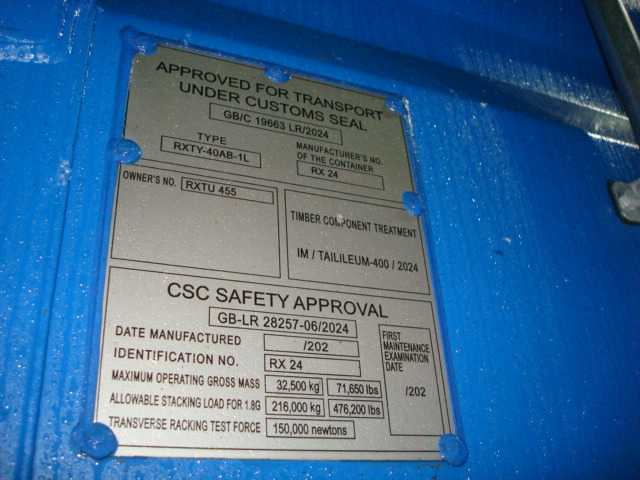 APPROVED FOR TRANSPORT
UNDER CUSTOMS SEAL
GB/C 19663 LR/2024
TYPE
RXTY-40AB-1L
MANUFACTURER'S NO.
OF THE CONTAINER
RX 24
OWNER'S NO. RXTU 455
TIMBER COMPONENT TREATMENT
IM / TAILILEUM-400 / 2024
CSC SAFETY APPROVAL
GB-LR 28257-06/2024
DATE MANUFACTURED /202
IDENTIFICATION NO. RX 24
MAXIMUM OPERATING GROSS MASS 32,500 kg 71,650 lbs
ALLOWABLE STACKING LOAD FOR 1.8G 216,000 kg 476,200 lbs
TRANSVERSE RACKING TEST FORCE 150,000 newtons
FIRST
MAINTENANCE
EXAMINATION
DATE
/202